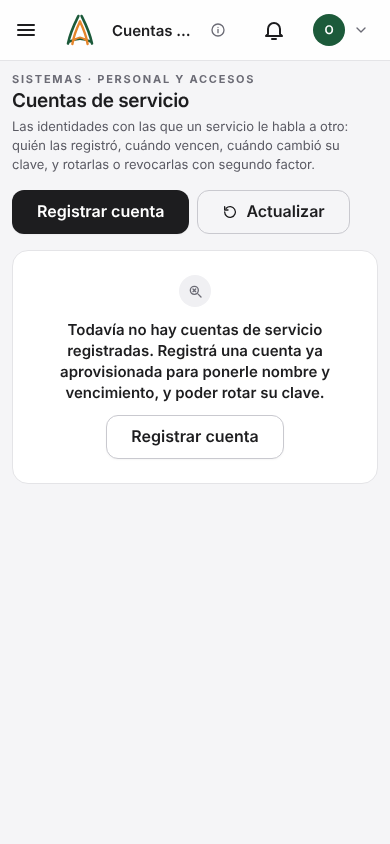 Cuentas ...
O
SISTEMAS · PERSONAL Y ACCESOS
Cuentas de servicio
Las identidades con las que un servicio le habla a otro:
quién las registró, cuándo vencen, cuándo cambió su
clave, y rotarlas o revocarlas con segundo factor.
Registrar cuenta
Actualizar
Todavía no hay cuentas de servicio
registradas. Registrá una cuenta ya
aprovisionada para ponerle nombre y
vencimiento, y poder rotar su clave.
Registrar cuenta